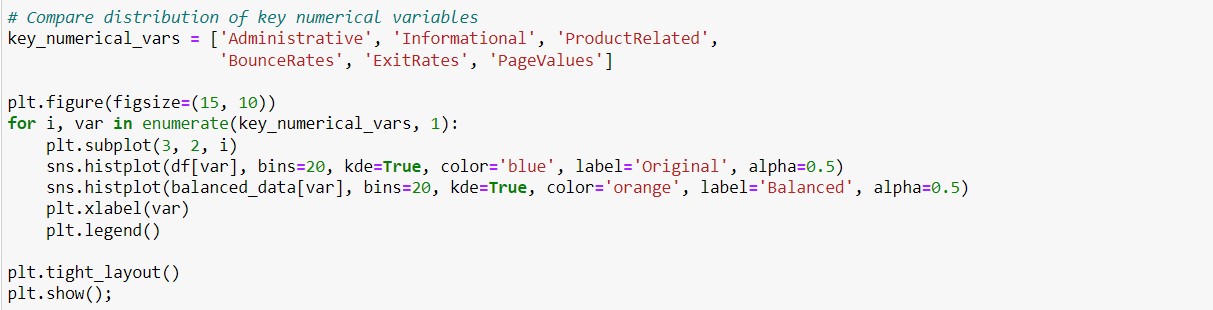 # Compare distribution of key numerical variables
key_numerical_vars = ['Administrative', 'Informational', 'ProductRelated',
                      'BounceRates', 'ExitRates', 'PageValues']

plt.figure(figsize=(15, 10))
for i, var in enumerate(key_numerical_vars, 1):
    plt.subplot(3, 2, i)
    sns.histplot(df[var], bins=20, kde=True, color='blue', label='Original', alpha=0.5)
    sns.histplot(balanced_data[var], bins=20, kde=True, color='orange', label='Balanced', alpha=0.5)
    plt.xlabel(var)
    plt.legend()

plt.tight_layout()
plt.show();